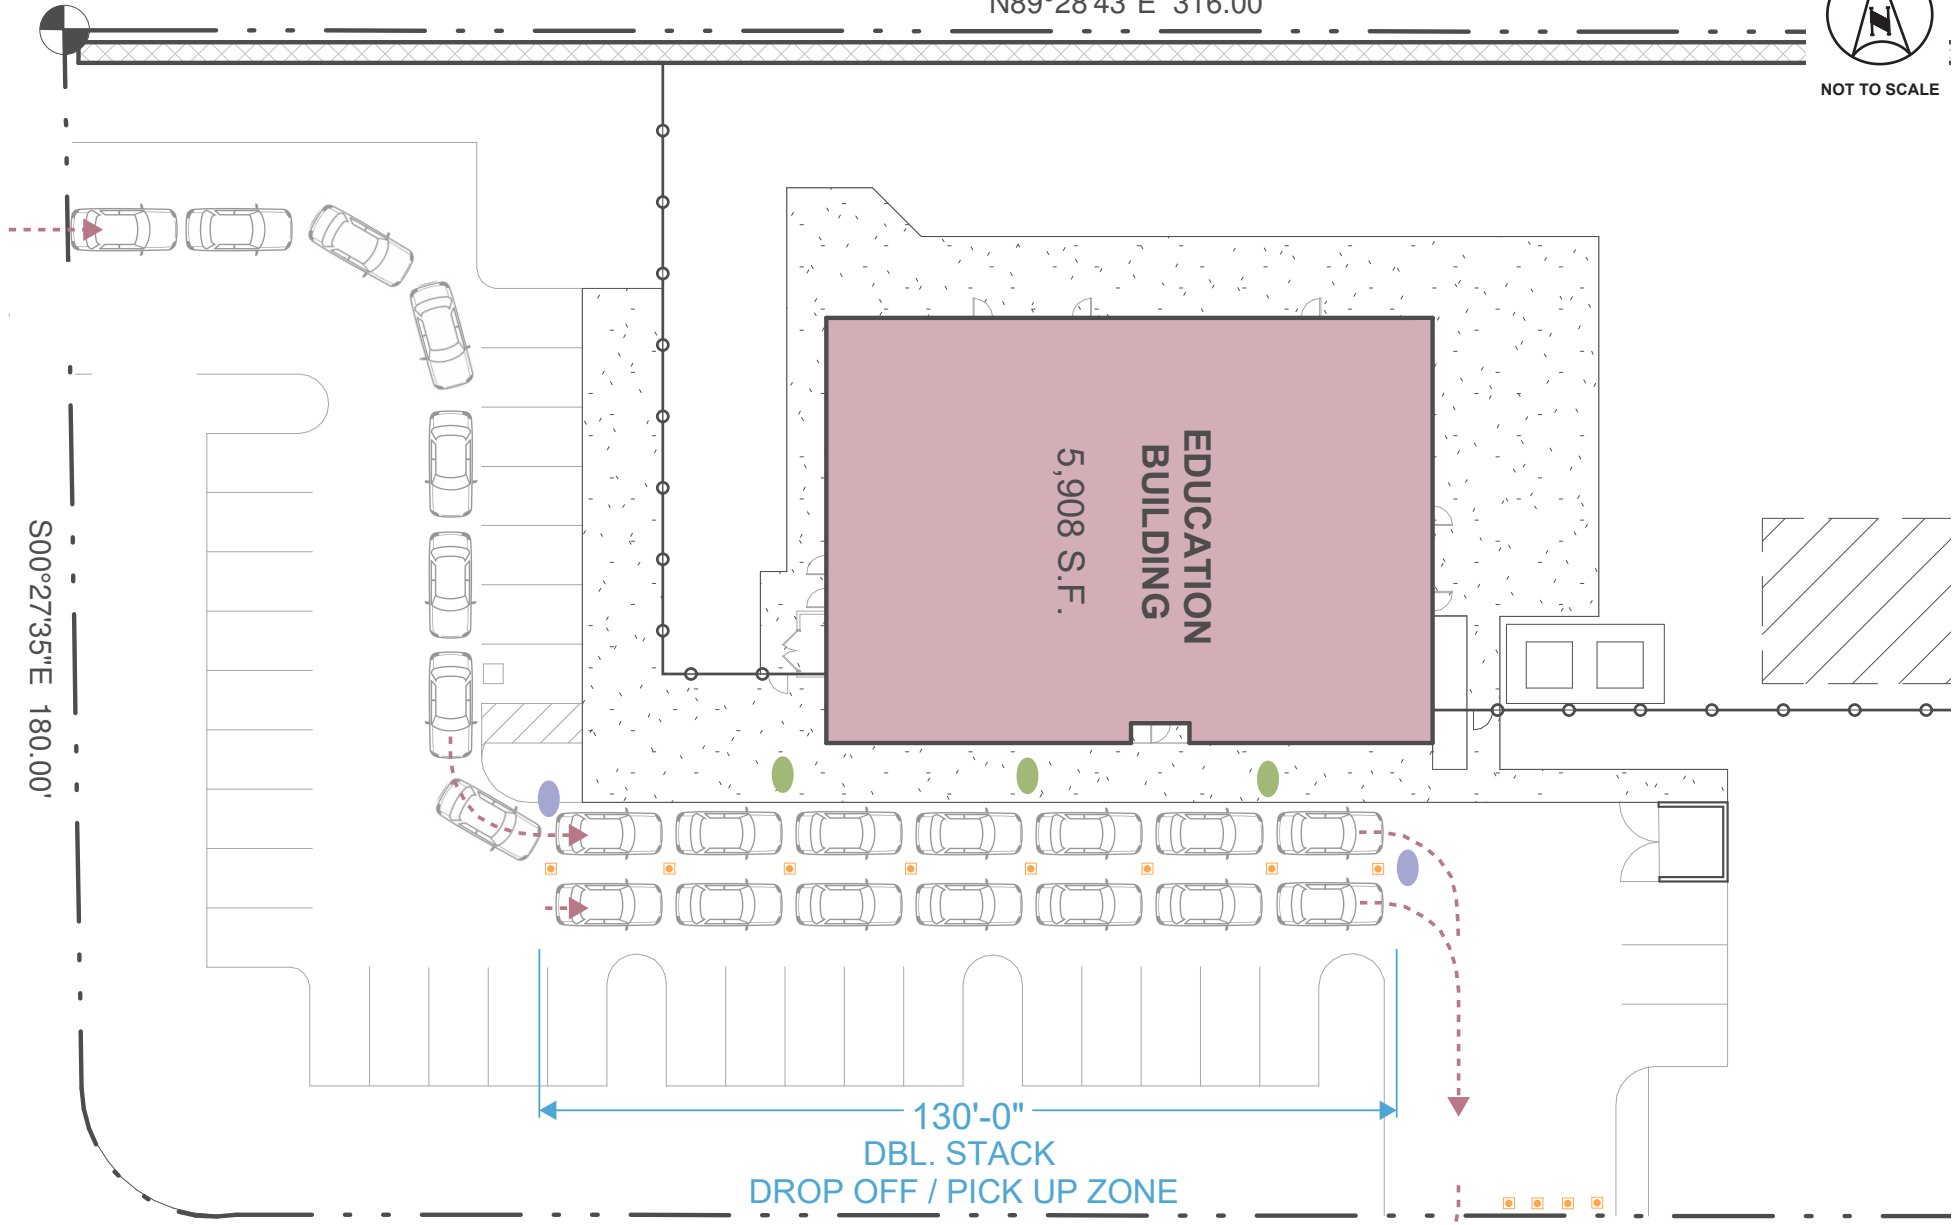 N89°28'43"E 316.00'
N
NOT TO SCALE
EDUCATION
BUILDING
5,908 S.F.
S00°27'35"E 180.00'
130'-0"
DBL. STACK
DROP OFF / PICK UP ZONE